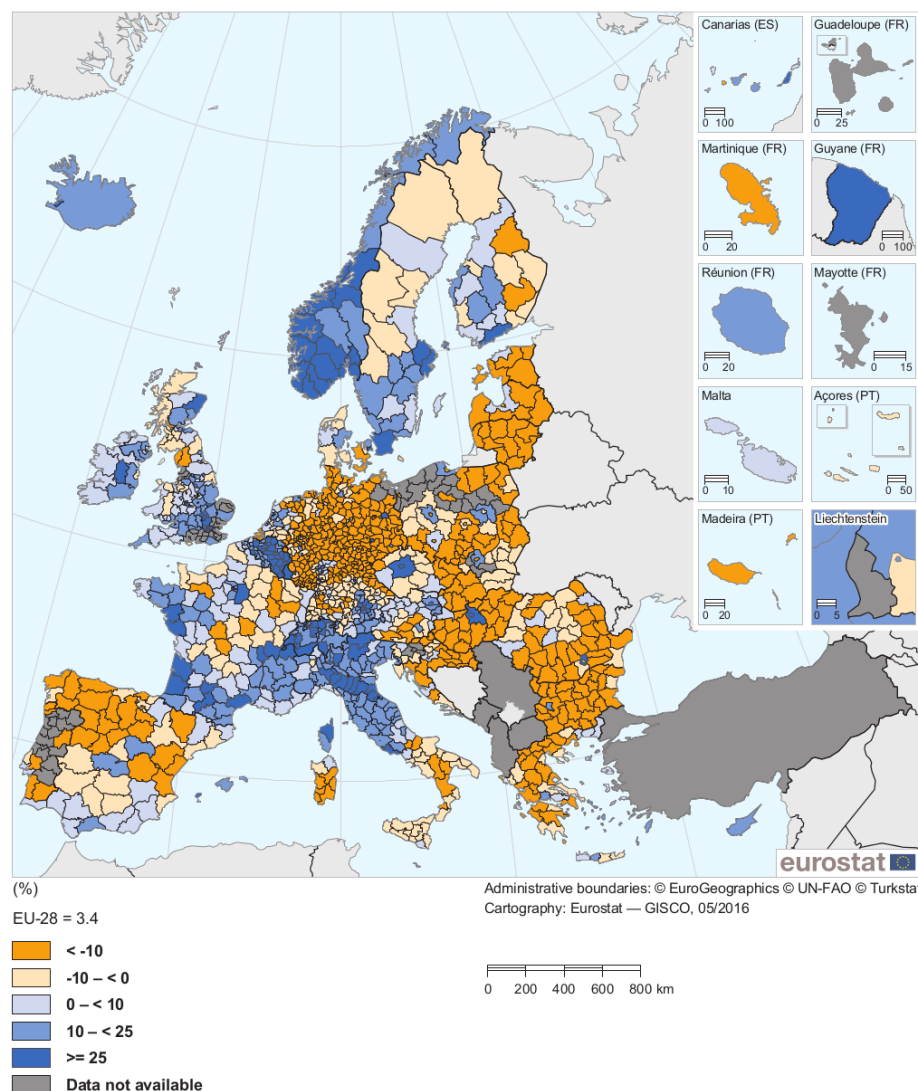 Canarias (ES)
0 100
Guadeloupe (FR)
0 25
Martinique (FR)
0 20
Guyane (FR)
0 100
Réunion (FR)
0 20
Mayotte (FR)
0 15
Malta
0 10
Açores (PT)
0 50
Madeira (PT)
0 20
Liechtenstein
0 5
eurostat
(%)
EU-28 = 3.4
< -10
-10 – < 0
0 – < 10
10 – < 25
>= 25
Data not available
Administrative boundaries: © EuroGeographics © UN-FAO © Turkstat
Cartography: Eurostat — GISCO, 05/2016
0 200 400 600 800 km